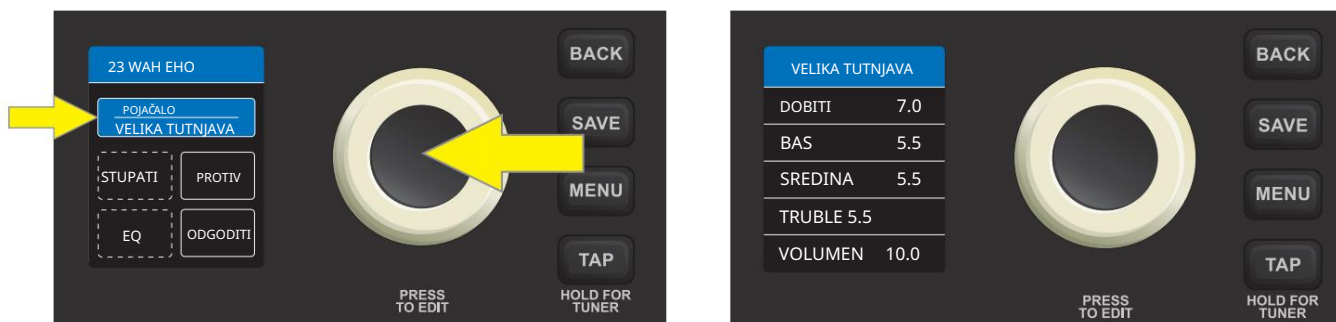 23 WAH EHO
POJAČALO
VELIKA TUTNJAVA
STUPATI PROTIV
EQ ODGODITI
BACK
SAVE
MENU
TAP
PRESS
TO EDIT
HOLD FOR
TUNER
VELIKA TUTNJAVA
DOBITI 7.0
BAS 5.5
SREDINA 5.5
TRUBLE 5.5
VOLUMEN 10.0
BACK
SAVE
MENU
TAP
PRESS
TO EDIT
HOLD FOR
TUNER